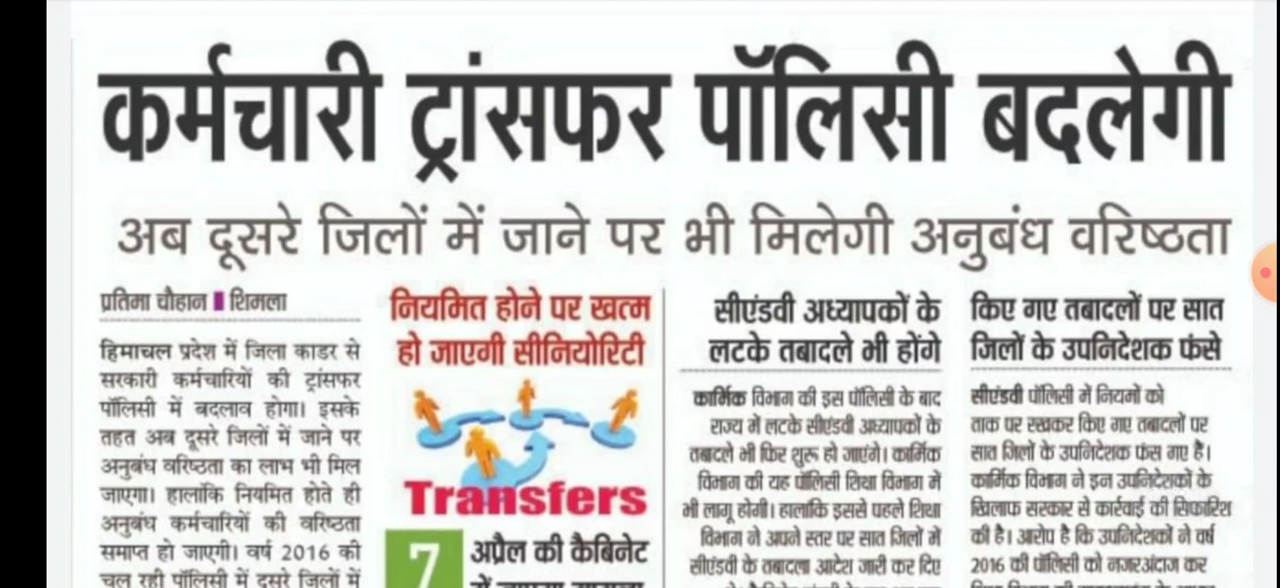 कर्मचारी ट्रांसफर पॉलिसी बदलेगी
अब दूसरे जिलों में जाने पर भी मिलेगी अनुबंध वरिष्ठता
प्रतिमा चौहान शिमला
हिमाचल प्रदेश में जिला काडर से
सरकारी कर्मचारियों की ट्रांसफर
पॉलिसी में बदलाव होगा। इसके
तहत अब दूसरे जिलों में जाने पर
अनुबंध वरिष्ठता का लाभ भी मिल
जाएगा। हालांकि नियमित होते ही
अनुबंध कर्मचारियों की वरिष्ठता
समाप्त हो जाएगी। वर्ष 2016 की
चल रही पॉलिसी में दूसरे जिलों में
नियमित होने पर खत्म
हो जाएगी सीनियोरिटी
Transfers
7
अप्रैल की कैबिनेट
सीएंडवी अध्यापकों के
लटके तबादले भी होंगे
कार्मिक विभाग की इस पॉलिसी के बाद
राज्य में लटके सीएंडवी अध्यापकों के
तबादले भी फिर शुरू हो जाएंगे। कार्मिक
विभाग की यह पॉलिसी शिक्षा विभाग में
भी लागू होगी। हालांकि इससे पहले शिक्षा
विभाग ने अपने स्तर पर सात जिलों में
सीएंडवी के तबादला आदेश जारी कर दिए
किए गए तबादलों पर सात
जिलों के उपनिदेशक फंसे
सीएंडवी पॉलिसी में नियमों को
ताक पर रखकर किए गए तबादलों पर
सात जिलों के उपनिदेशक फंस गए हैं।
कार्मिक विभाग ने इन उपनिदेशकों के
खिलाफ सरकार से कार्रवाई की सिफारिश
की है। आरोप है कि उपनिदेशकों ने वर्ष
2016 की पॉलिसी को नजरअंदाज कर